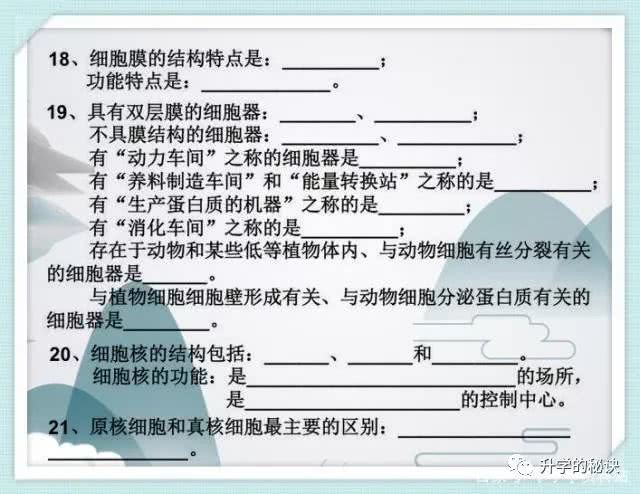 18、细胞膜的结构特点是：__________；
功能特点是：______________。
19、具有双层膜的细胞器：________、_________；
不具膜结构的细胞器：__________、____________；
有“动力车间”之称的细胞器是__________；
有“养料制造车间”和“能量转换站”之称的是__________；
有“生产蛋白质的机器”之称的是_________；
有“消化车间”之称的是__________；
存在于动物和某些低等植物体内、与动物细胞有丝分裂有关
的细胞器是_______。
与植物细胞细胞壁形成有关、与动物细胞分泌蛋白质有关的
细胞器是_________。
20、细胞核的结构包括：_______、_______和_________。
细胞核的功能：是____________________________的场所，
是______________________的控制中心。
21、原核细胞和真核细胞最主要的区别：__________________
_______________。
升学的秘诀